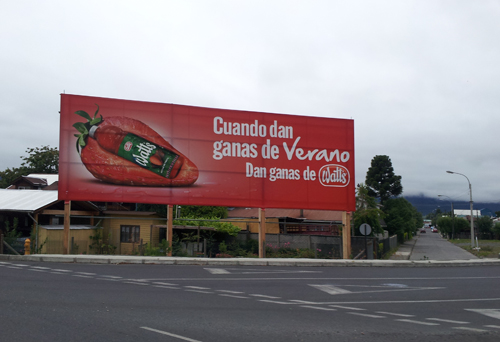 Cuando dan
ganas de Verano
Dan ganas de Watt's
Watt's